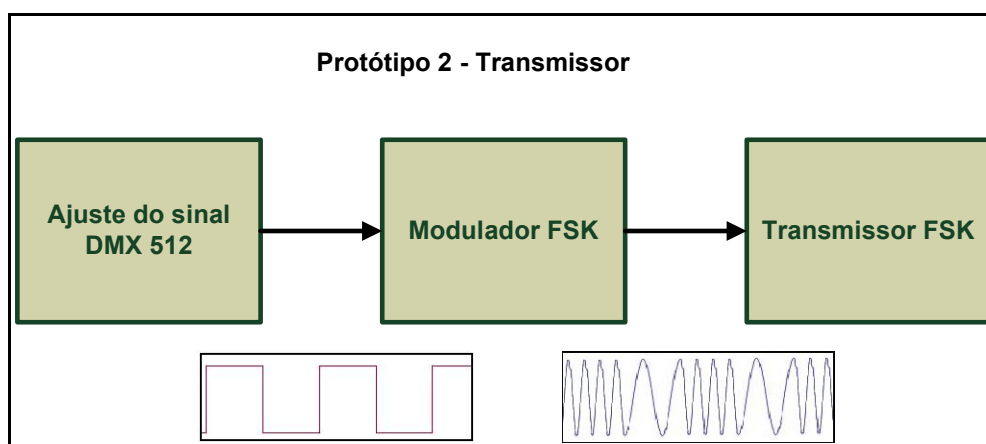 Protótipo 2 - Transmissor
Ajuste do sinal
DMX 512
Modulador FSK
Transmissor FSK